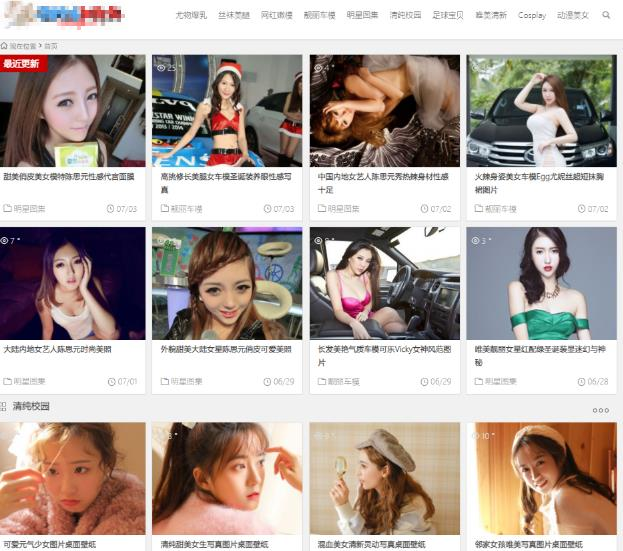 尤物爆乳 丝袜美腿 网红嫩模 靓丽车模 明星图集 清纯校园 足球宝贝 唯美清新 Cosplay 动漫美女
现在位置 > 首页
最近更新
25 °
甜美俏皮美女模特陈思元性感代言面膜
高挑修长美腿女车模圣诞装养眼性感写
真
中国内地女艺人陈思元秀热辣身材性感
十足
火辣身姿美女车模Egg尤妮丝超短抹胸
裙图片
明星图集 07/03
靓丽车模 07/03
明星图集 07/02
靓丽车模 07/02
7 °
3 °
大陆内地女艺人陈思元时尚美照
外貌甜美大陆女星陈思元俏皮可爱美照
长发美艳气质车模可乐Vicky女神风范图
片
唯美靓丽女星红配绿圣诞装显迷幻与神
秘
明星图集 07/01
明星图集 06/29
靓丽车模 06/29
明星图集 06/28
清纯校园
10 °
可爱元气少女图片桌面壁纸
清纯甜美女生写真图片桌面壁纸
混血美女清新灵动写真桌面壁纸
邻家女孩唯美写真图片桌面壁纸